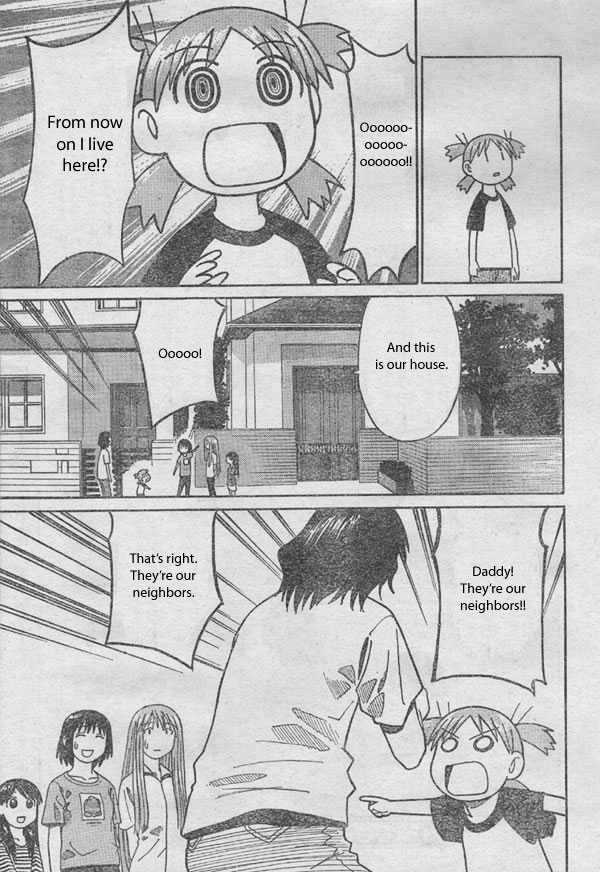 Oooooo-
ooooo-
oooooo!!
From now
on I live
here!?
And this
is our house.
Ooooo!
Daddy!
They're our
neighbors!!
That's right.
They're our
neighbors.